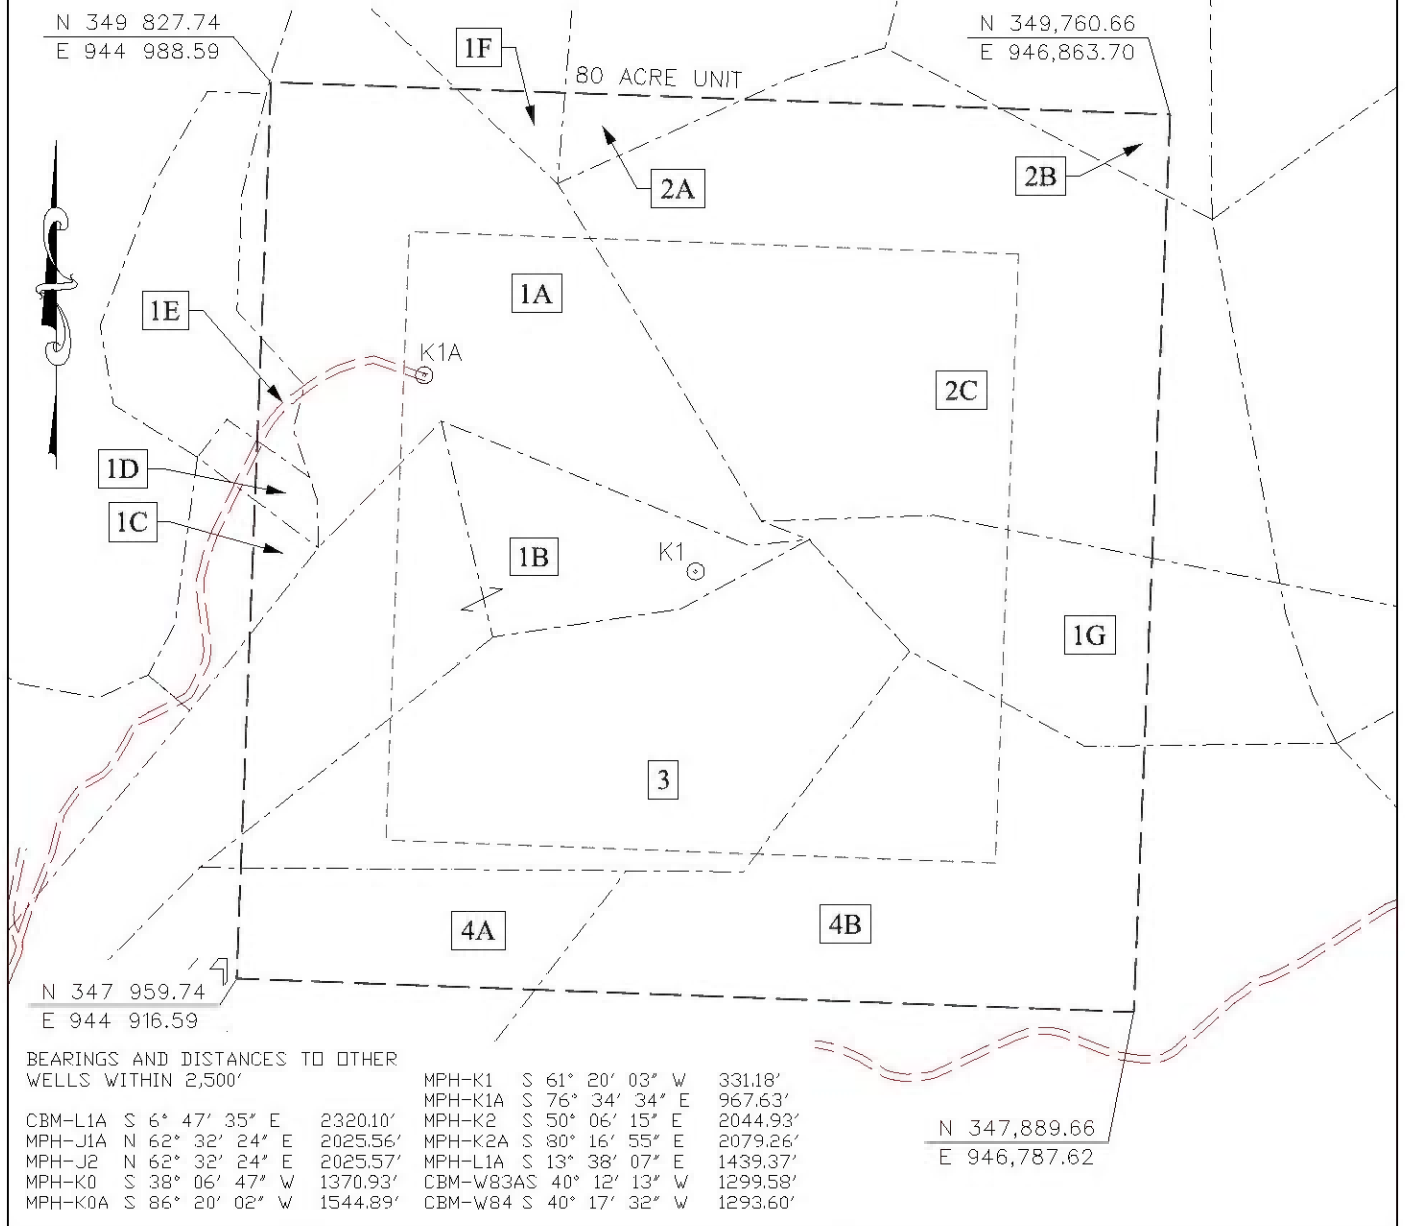 N 349 827.74
E 944 988.59
N 349,760.66
E 946,863.70
1F
80 ACRE UNIT
2A
2B
1A
1E
K1A
2C
1D
1C
K1
1B
1G
3
4A
4B
N 347 959.74
E 944 916.59
N 347,889.66
E 946,787.62
BEARINGS AND DISTANCES TO OTHER
WELLS WITHIN 2,500'
CBM-L1A S 6° 47' 35" E 2320.10'
MPH-J1A N 62° 32' 24" E 2025.56'
MPH-J2 N 62° 32' 24" E 2025.57'
MPH-K0 S 38° 06' 47" W 1370.93'
MPH-K0A S 86° 20' 02" W 1544.89'
MPH-K1 S 61° 20' 03" W 331.18'
MPH-K1A S 76° 34' 34" E 967.63'
MPH-K2 S 50° 06' 15" E 2044.93'
MPH-K2A S 80° 16' 55" E 2079.26'
MPH-L1A S 13° 38' 07" E 1439.37'
CBM-W83AS 40° 12' 13" W 1299.58'
CBM-W84 S 40° 17' 32" W 1293.60'